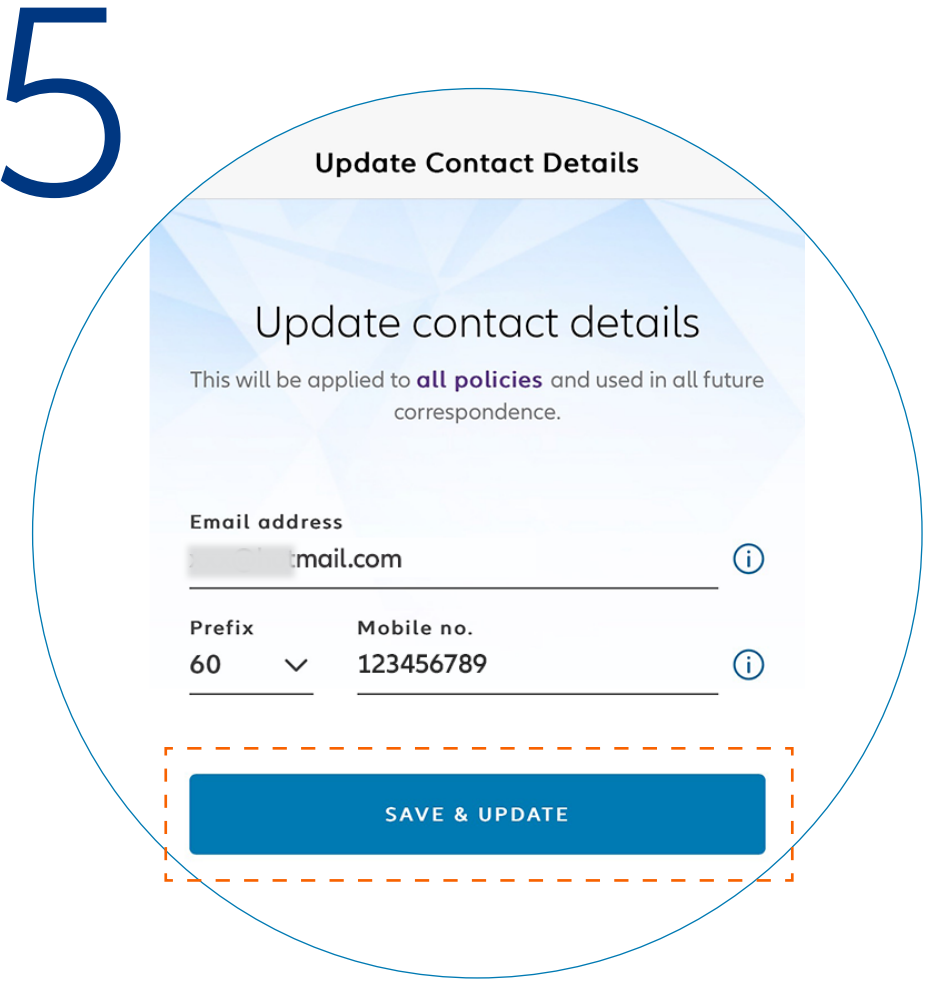 5
Update Contact Details
Update contact details
This will be applied to all policies and used in all future
correspondence.
Email address
tmail.com
Prefix
Mobile no.
60
123456789
SAVE & UPDATE